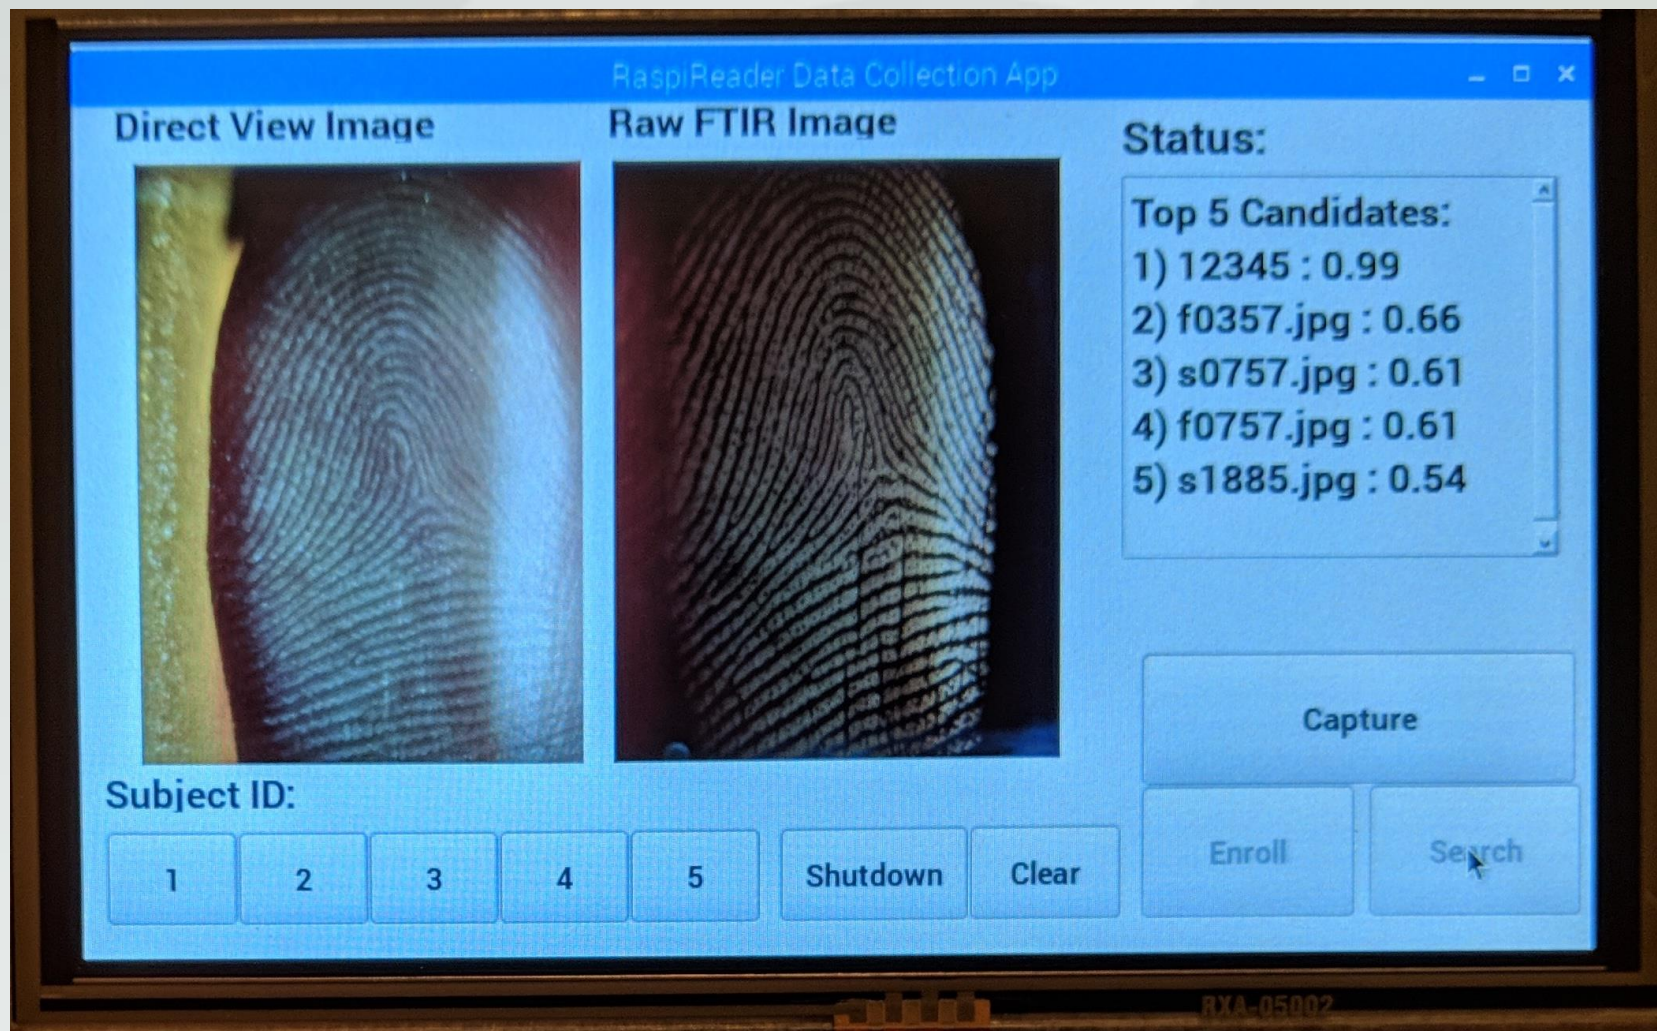 RaspiReader Data Collection App
Direct View Image
Raw FTIR Image
Status:
Top 5 Candidates:
1) 12345 : 0.99
2) f0357.jpg : 0.66
3) s0757.jpg : 0.61
4) f0757.jpg : 0.61
5) s1885.jpg : 0.54
Capture
Subject ID:
1 2 3 4 5 Shutdown Clear Enroll Search
RXA-05002